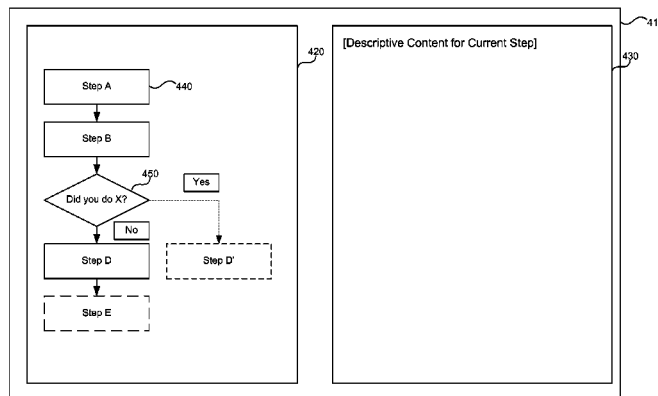 41
420
430
[Descriptive Content for Current Step]
Step A
440
Step B
450
Did you do X?
Yes
No
Step D
Step D'
Step E